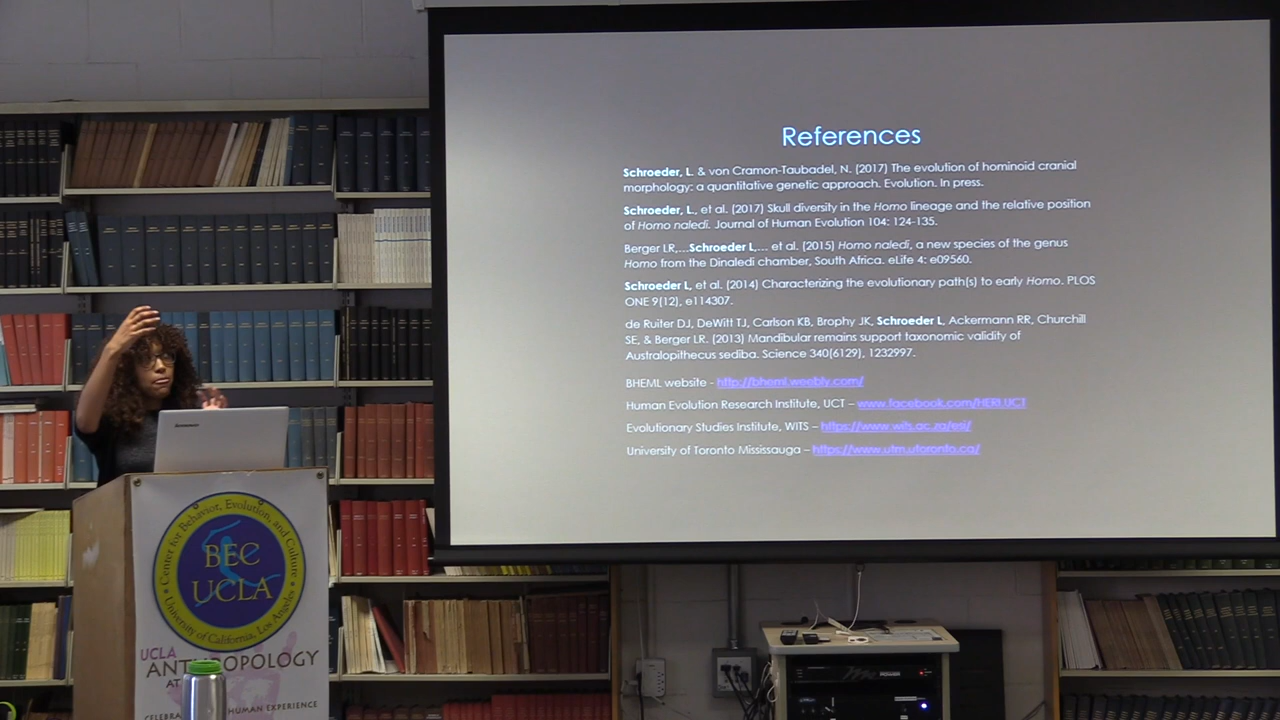 References
Schroeder, L. & von Cramon-Taubadel, N. (2017) The evolution of hominoid cranial
morphology: a quantitative genetic approach. Evolution. In press.
Schroeder, L., et al. (2017) Skull diversity in the Homo lineage and the relative position
of Homo naledi. Journal of Human Evolution 104: 124-135.
Berger LR,...Schroeder L,... et al. (2015) Homo naledi, a new species of the genus
Homo from the Dinaledi chamber, South Africa. eLife 4: e09560.
Schroeder L, et al. (2014) Characterizing the evolutionary path(s) to early Homo. PLOS
ONE 9(12), e114307.
de Ruiter DJ, DeWitt TJ, Carlson KB, Brophy JK, Schroeder L, Ackermann RR, Churchill
SE, & Berger LR. (2013) Mandibular remains support taxonomic validity of
Australopithecus sediba. Science 340(6129), 1232997.
BHEML website - http://bheml.weebly.com/
Human Evolution Research Institute, UCT – www.facebook.com/HERI.UCT
Evolutionary Studies Institute, WITS – https://www.wits.ac.za/esi/
University of Toronto Mississauga – https://www.utm.utoronto.ca/
lenovo
Center for Behavior, Evolution, and Culture
BEC
UCLA
University of California, Los Angeles
UCLA
ANTHROPOLOGY
AT
HUMAN EXPERIENCE